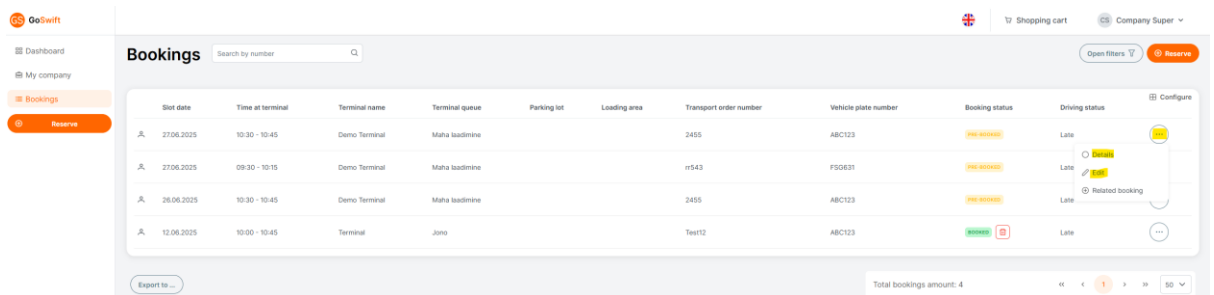 GS GoSwift
Shopping cart
CS Company Super
Dashboard
My company
Bookings
Reserve
Bookings
Search by number
Open filters
Reserve
Configure
Slot date Time at terminal Terminal name Terminal queue Parking lot Loading area Transport order number Vehicle plate number Booking status Driving status
27.06.2025 10:30 - 10:45 Demo Terminal Maha laadimine 2455 ABC123 PRE-BOOKED Late
Details
Edit
Related booking
27.06.2025 09:30 - 10:15 Demo Terminal Maha laadimine rr543 FSG631 PRE-BOOKED Late
26.06.2025 10:30 - 10:45 Demo Terminal Maha laadimine 2455 ABC123 PRE-BOOKED Late
12.06.2025 10:00 - 10:45 Terminal Jono Test12 ABC123 BOOKED Late
Export to ...
Total bookings amount: 4
« ‹ 1 › » 50